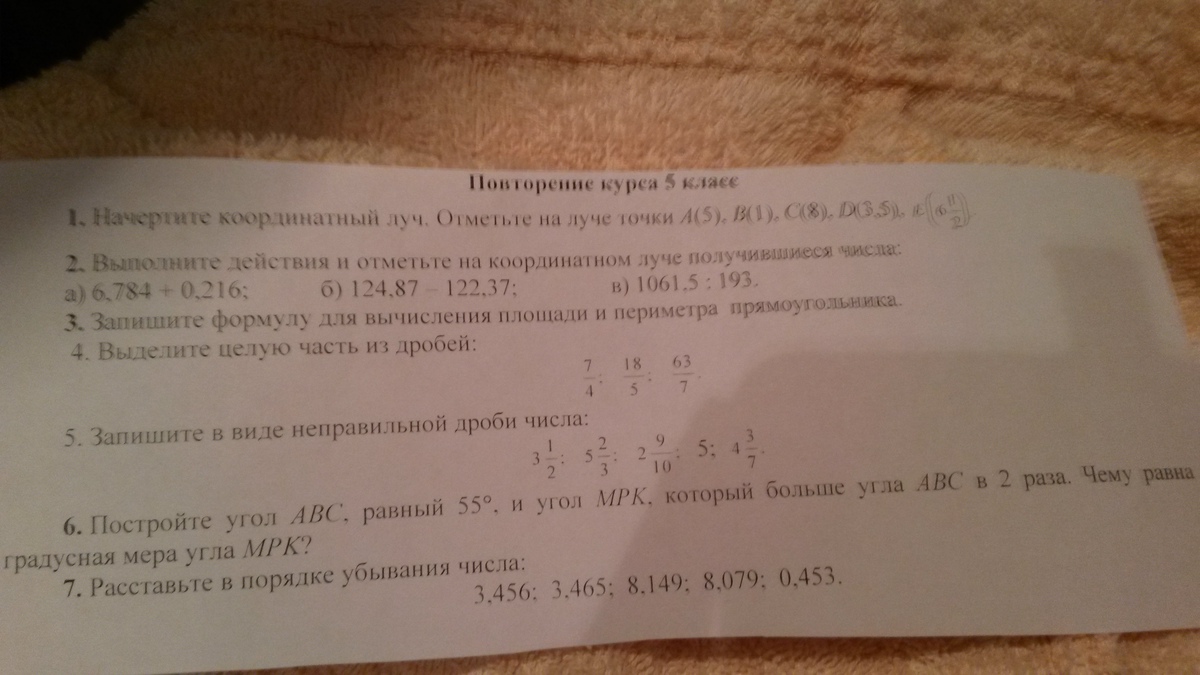 Повторение курса 5 класс
1. Начертите координатный луч. Отметьте на луче точки A(5), B(1), C(8), D(3,5), E(6 1/2).
2. Выполните действия и отметьте на координатном луче получившиеся числа:
а) 6,784 + 0,216; б) 124,87 – 122,37; в) 1061,5 : 193.
3. Запишите формулу для вычисления площади и периметра прямоугольника.
4. Выделите целую часть из дробей:
7/4; 18/5; 63/7.
5. Запишите в виде неправильной дроби числа:
3 1/2; 5 2/3; 2 9/10; 5; 4 3/7.
6. Постройте угол ABC, равный 55°, и угол MPK, который больше угла ABC в 2 раза. Чему равна
градусная мера угла MPK?
7. Расставьте в порядке убывания числа:
3,456; 3,465; 8,149; 8,079; 0,453.